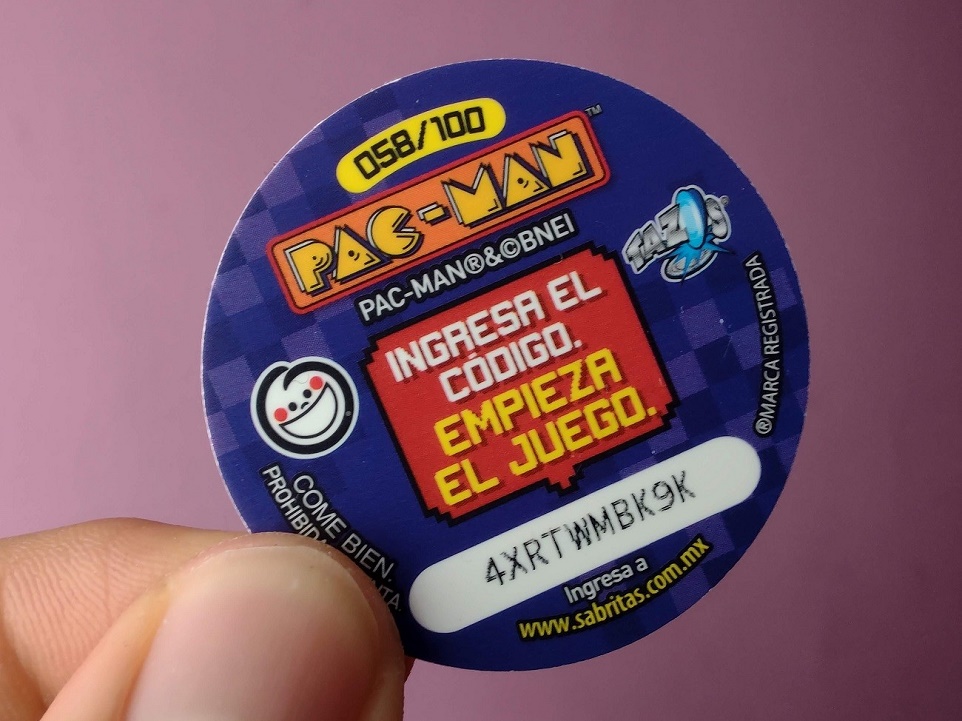 058/100
PAC-MAN™
PAC-MAN®&©BNEI
TAZOS®
INGRESA EL
CÓDIGO.
EMPIEZA
EL JUEGO.
®MARCA REGISTRADA
COME BIEN.
4XRTWMBK9K
Ingresa a
www.sabritas.com.mx